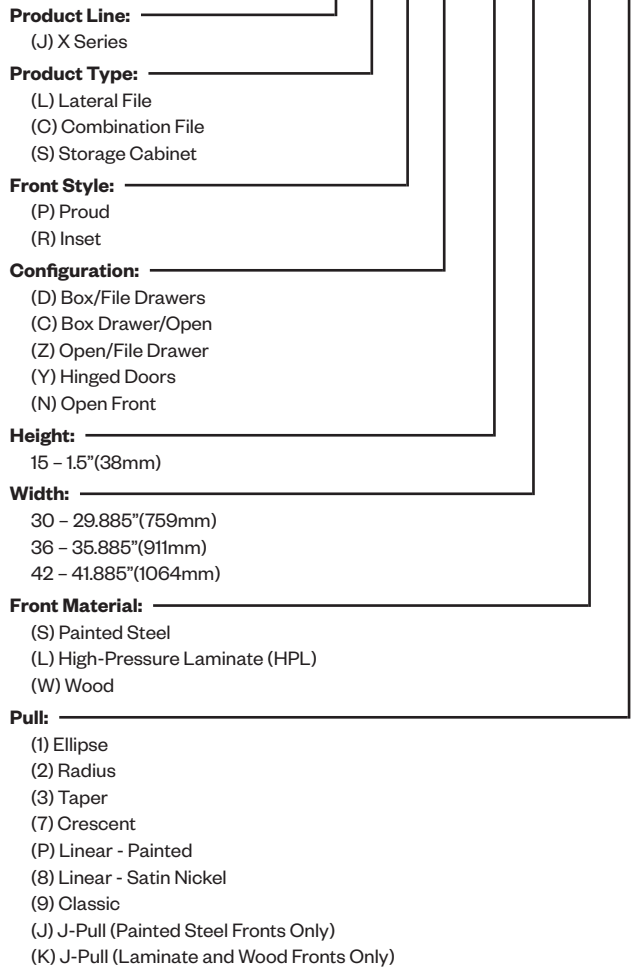 Product Line:
(J) X Series
Product Type:
(L) Lateral File
(C) Combination File
(S) Storage Cabinet
Front Style:
(P) Proud
(R) Inset
Configuration:
(D) Box/File Drawers
(C) Box Drawer/Open
(Z) Open/File Drawer
(Y) Hinged Doors
(N) Open Front
Height:
15 – 1.5”(38mm)
Width:
30 – 29.885”(759mm)
36 – 35.885”(911mm)
42 – 41.885”(1064mm)
Front Material:
(S) Painted Steel
(L) High-Pressure Laminate (HPL)
(W) Wood
Pull:
(1) Ellipse
(2) Radius
(3) Taper
(7) Crescent
(P) Linear - Painted
(8) Linear - Satin Nickel
(9) Classic
(J) J-Pull (Painted Steel Fronts Only)
(K) J-Pull (Laminate and Wood Fronts Only)